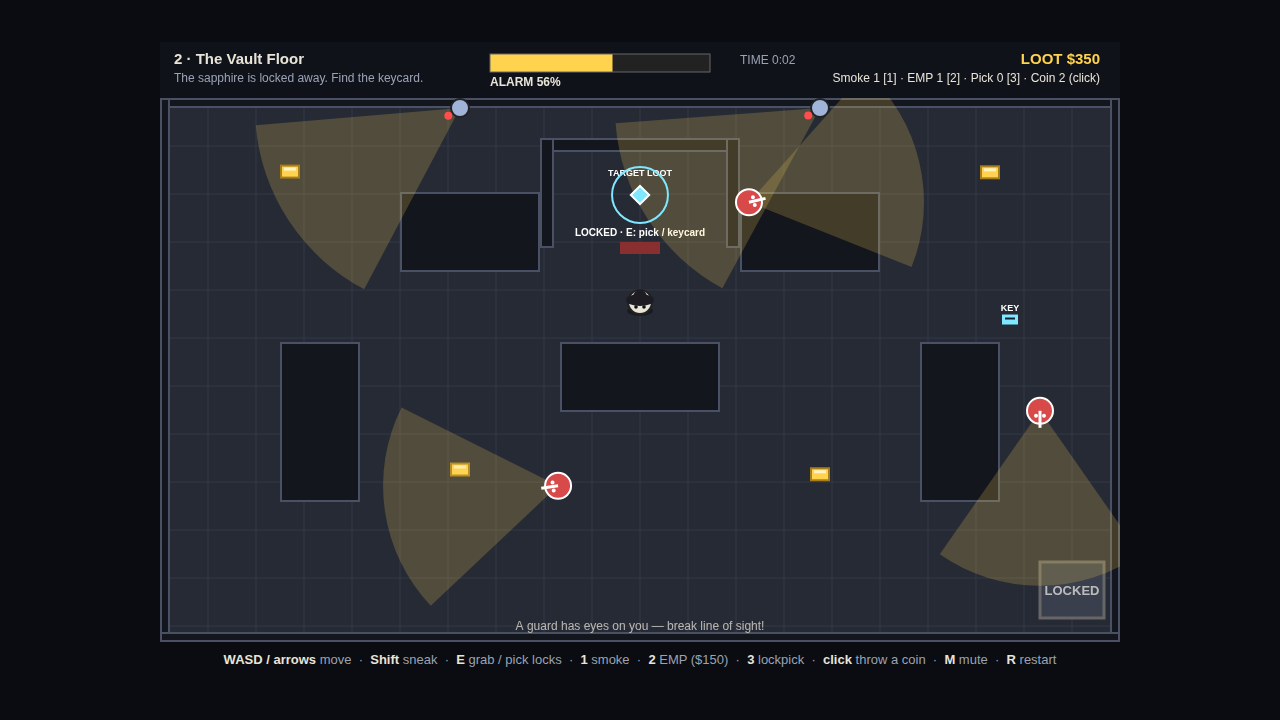 2 · The Vault Floor
The sapphire is locked away. Find the keycard.
ALARM 56%
TIME 0:02
LOOT $350
Smoke 1 [1] · EMP 1 [2] · Pick 0 [3] · Coin 2 (click)
TARGET LOOT
LOCKED · E: pick / keycard
KEY
LOCKED
A guard has eyes on you — break line of sight!
WASD / arrows move · Shift sneak · E grab / pick locks · 1 smoke · 2 EMP ($150) · 3 lockpick · click throw a coin · M mute · R restart